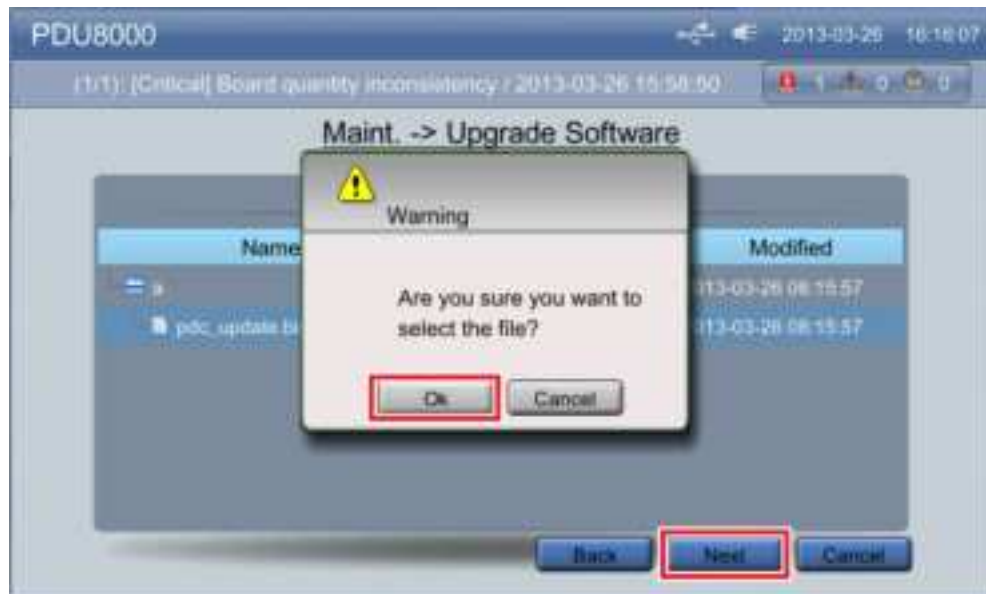 PDU8000
2013-03-26 16:16:07
(1/1): [Critical] Board quantity inconsistency / 2013-03-26 15:58:50
1 0 0
Maint. -> Upgrade Software
Warning
Name
Modified
Are you sure you want to
select the file?
a
2013-03-26 08:15:57
pdc_update.bi
2013-03-26 08:15:57
Ok
Cancel
Back
Next
Cancel